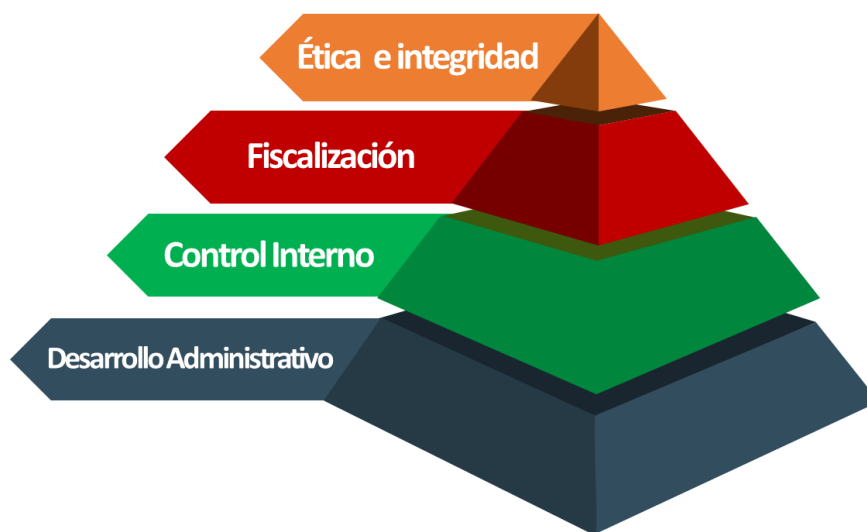 Ética e integridad
Fiscalización
Control Interno
Desarrollo Administrativo